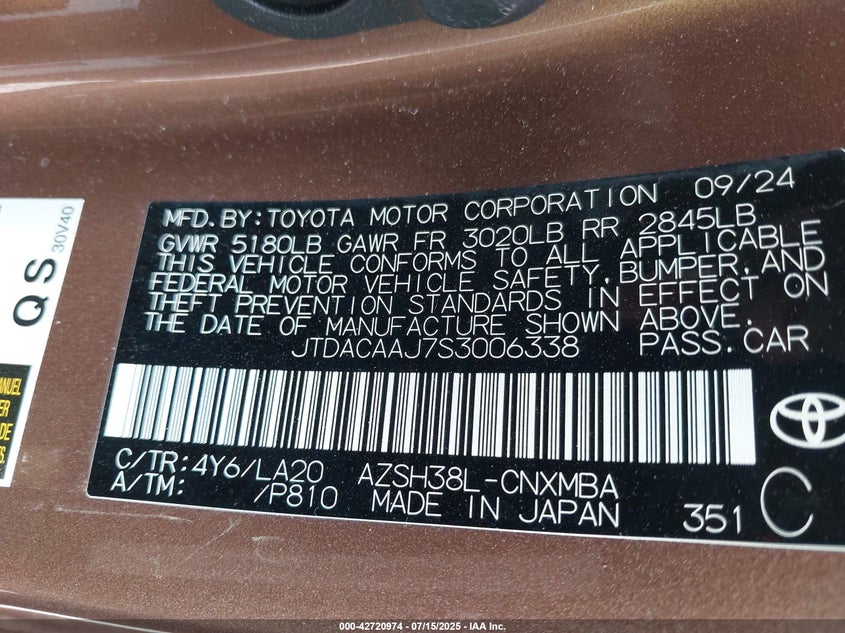 MFD. BY: TOYOTA MOTOR CORPORATION 09/24
GVWR 5180LB GAWR FR 3020LB RR 2845LB
THIS VEHICLE CONFORMS TO ALL APPLICABLE
FEDERAL MOTOR VEHICLE SAFETY, BUMPER, AND
THEFT PREVENTION STANDARDS IN EFFECT ON
THE DATE OF MANUFACTURE SHOWN ABOVE.
JTDACAAJ7S3006338 PASS. CAR
C/TR: 4Y6/LA20 AZSH38L-CNXMBA
A/TM: /P810 MADE IN JAPAN 351 C
QS
30V40
DE
000-42720974 - 07/15/2025 - IAA Inc.